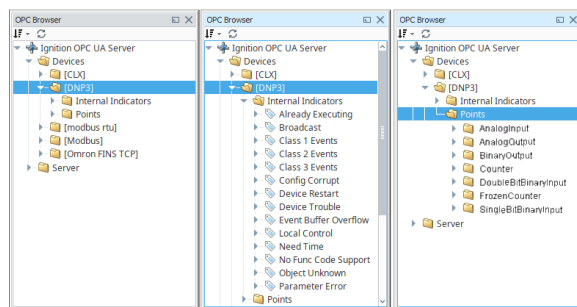 OPC Browser
Ignition OPC UA Server
Devices
[CLX]
[DNP3]
Internal Indicators
Points
[modbus rtu]
[Modbus]
[Omron FINS TCP]
Server
OPC Browser
Ignition OPC UA Server
Devices
[CLX]
[DNP3]
Internal Indicators
Already Executing
Broadcast
Class 1 Events
Class 2 Events
Class 3 Events
Config Corrupt
Device Restart
Device Trouble
Event Buffer Overflow
Local Control
Need Time
No Func Code Support
Object Unknown
Parameter Error
Points
OPC Browser
Ignition OPC UA Server
Devices
[CLX]
[DNP3]
Internal Indicators
Points
AnalogInput
AnalogOutput
BinaryOutput
Counter
DoubleBitBinaryInput
FrozenCounter
SingleBitBinaryInput
Server